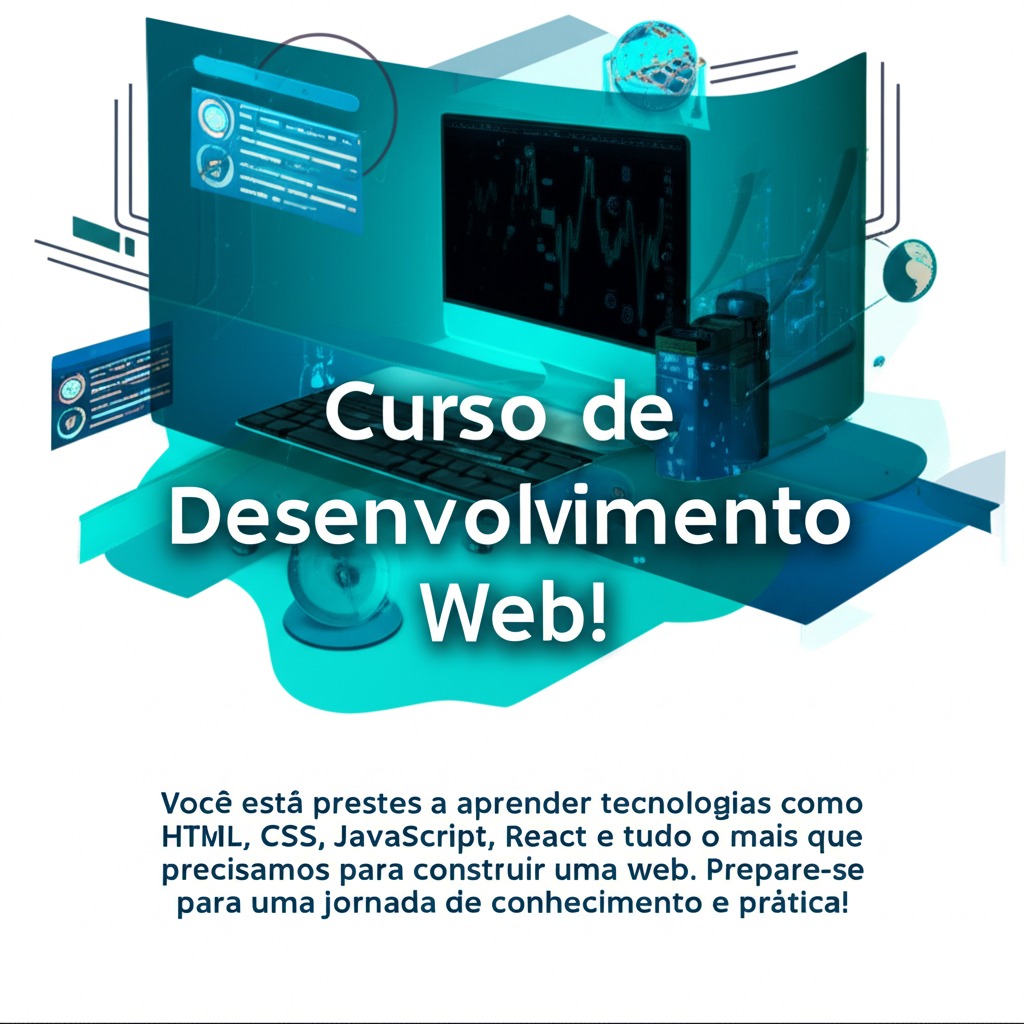 Curso de
Desenvolvimento
Web!
Você está prestes a aprender tecnologias como
HTML, CSS, JavaScript, React e tudo o mais que
precisamos para construir uma web. Prepare-se
para uma jornada de conhecimento e prática!